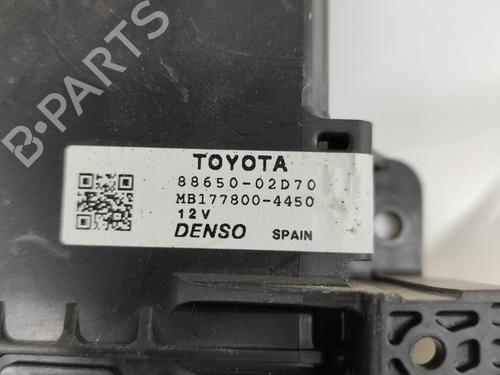 B-PARTS
TOYOTA
88650-02D70
MB177800-4450
12V
DENSO SPAIN